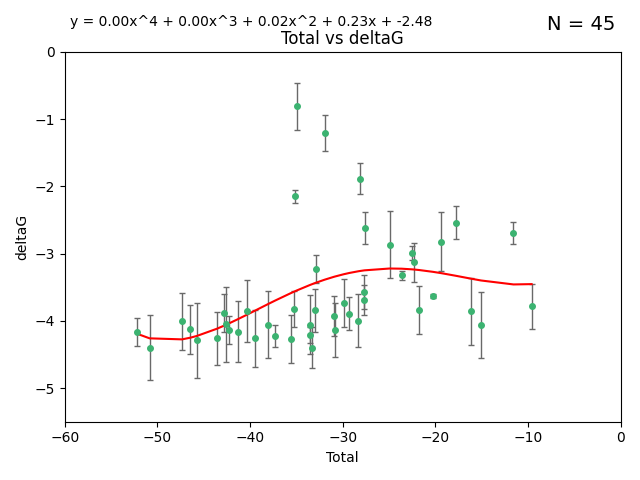 y = 0.00x^4 + 0.00x^3 + 0.02x^2 + 0.23x + -2.48
N = 45
Total vs deltaG
0
−1
−2
−3
−4
−5
deltaG
−60 −50 −40 −30 −20 −10 0
Total